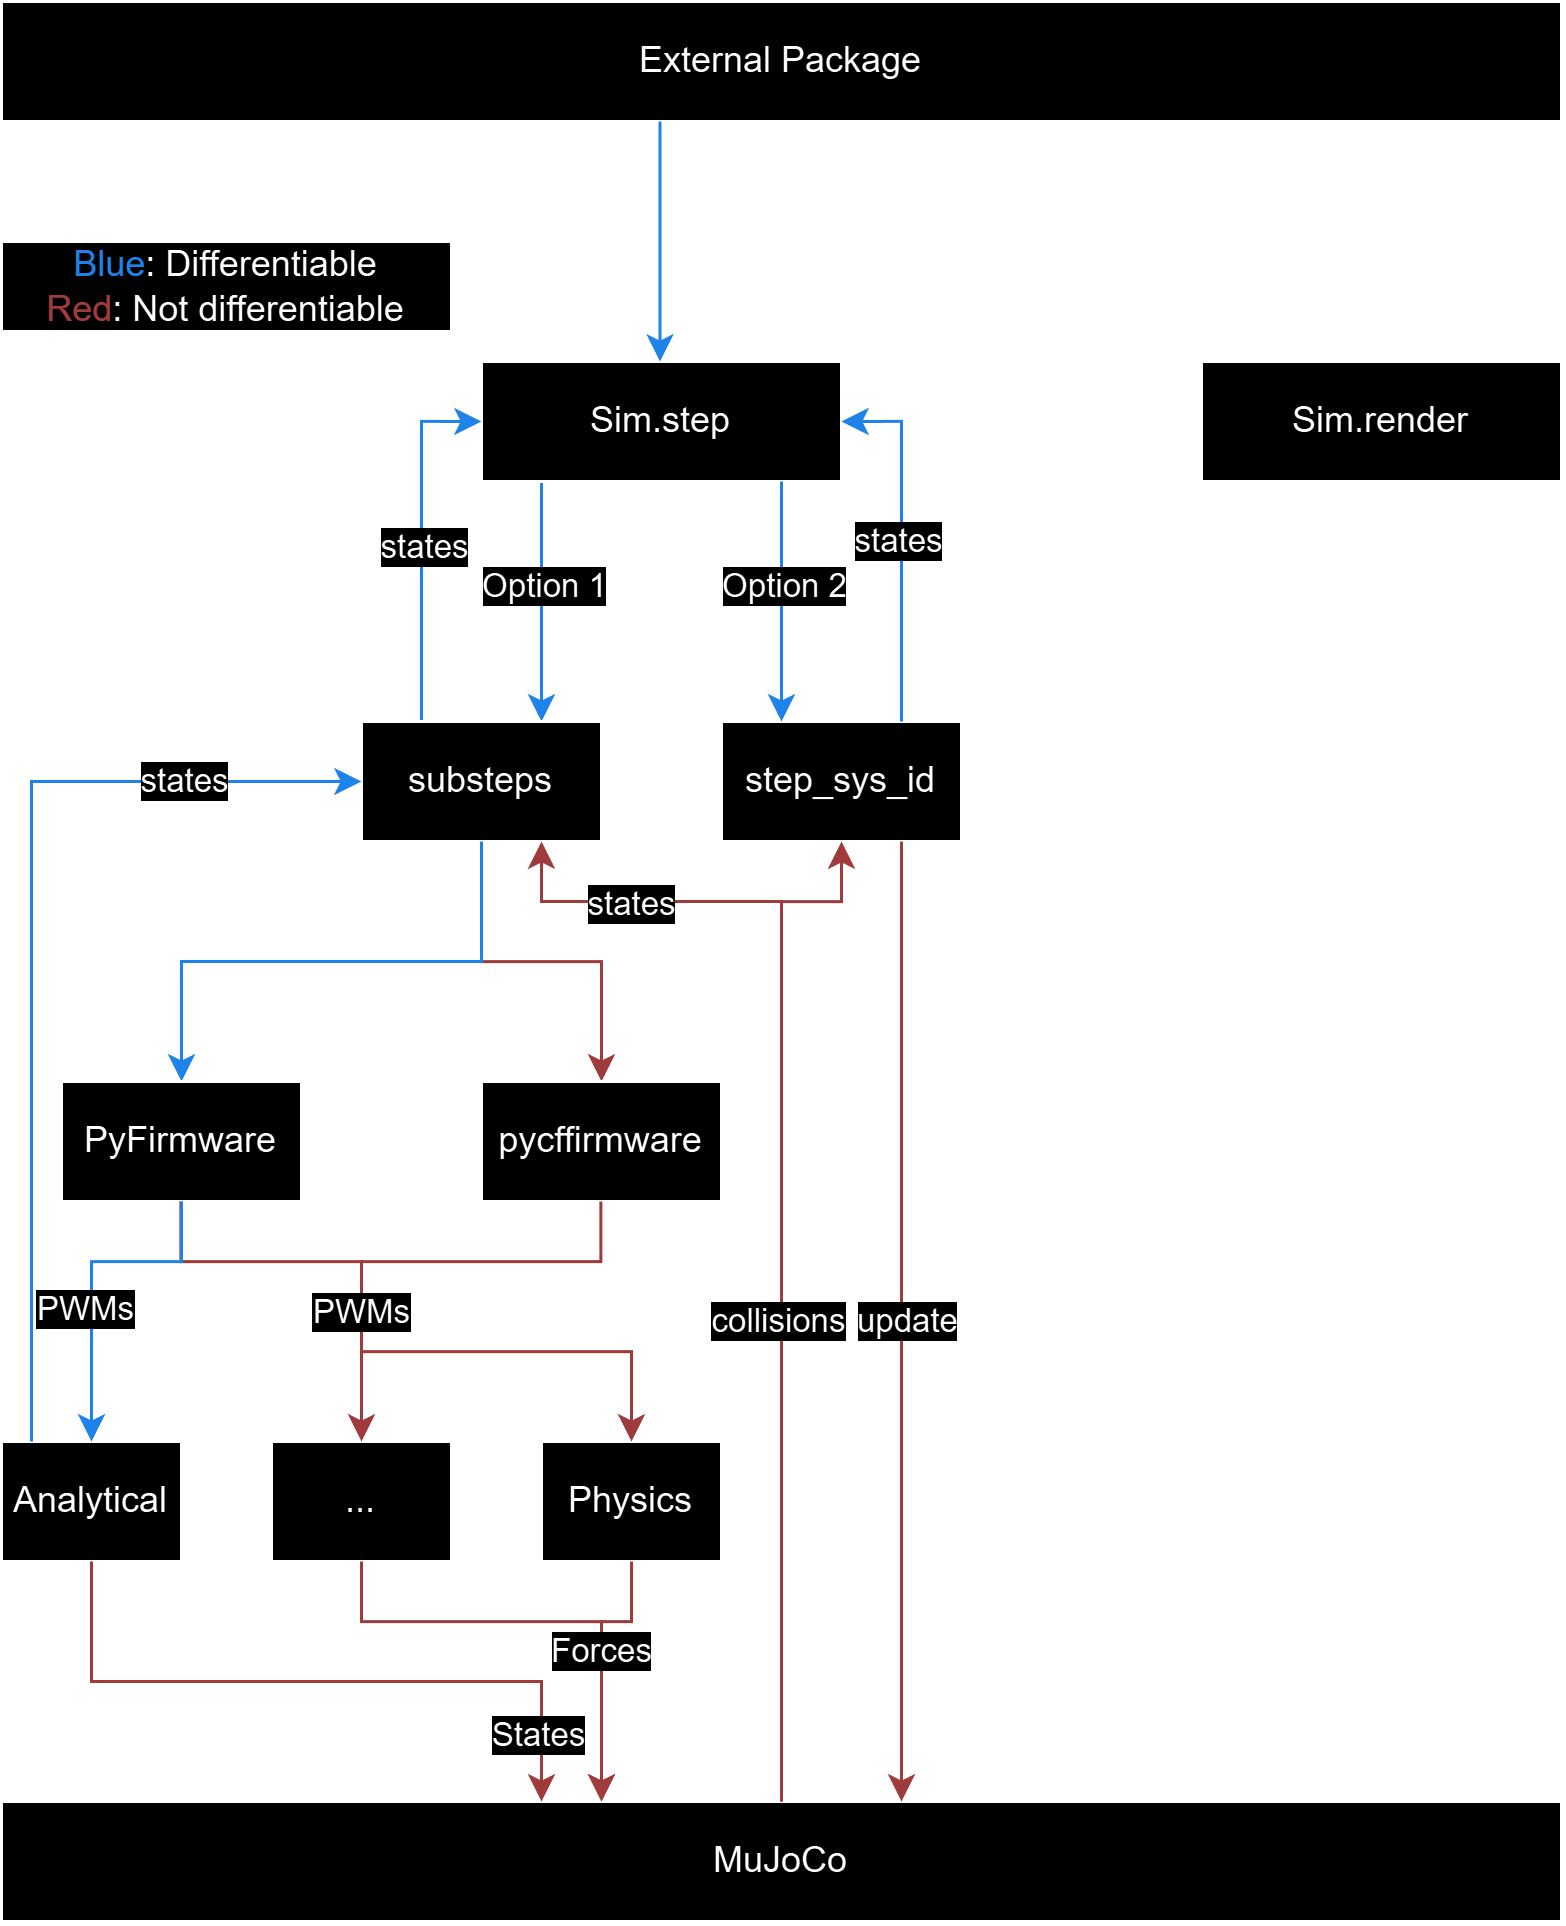 External Package
Blue: Differentiable
Red: Not differentiable
Sim.step
Sim.render
states
states
Option 1
Option 2
substeps
step_sys_id
states
states
PyFirmware
pycffirmware
PWMs
PWMs
collisions
update
Analytical
...
Physics
Forces
States
MuJoCo